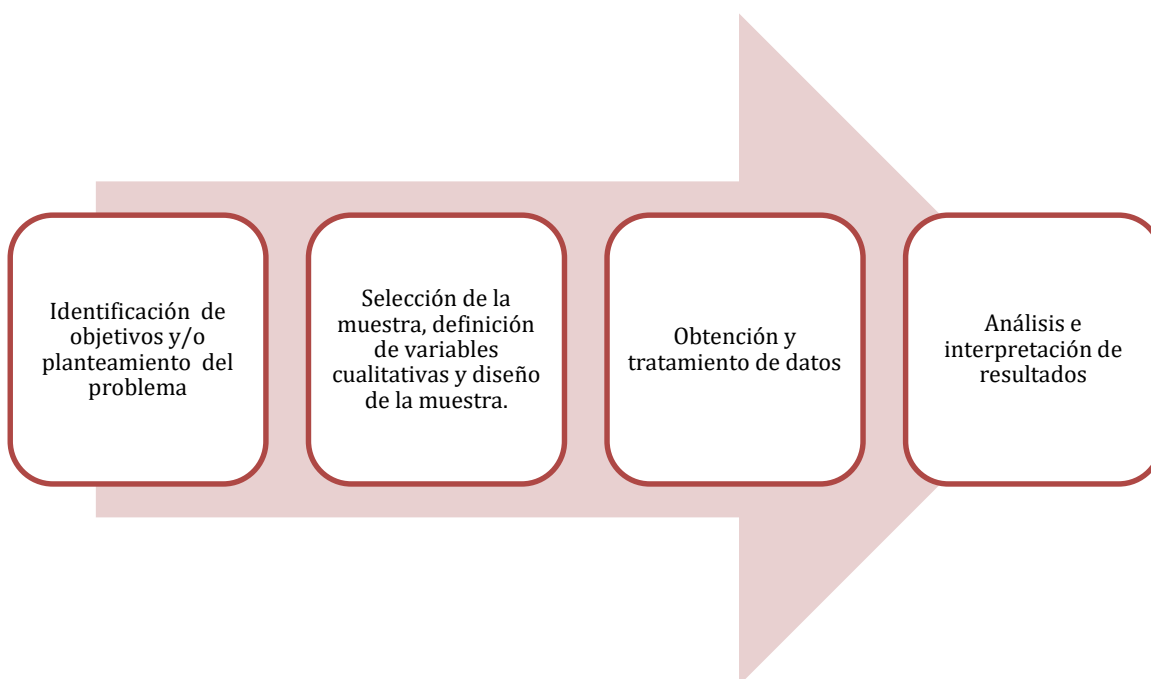 Identificación de
objetivos y/o
planteamiento del
problema
Selección de la
muestra, definición
de variables
cualitativas y diseño
de la muestra.
Obtención y
tratamiento de datos
Análisis e
interpretación de
resultados